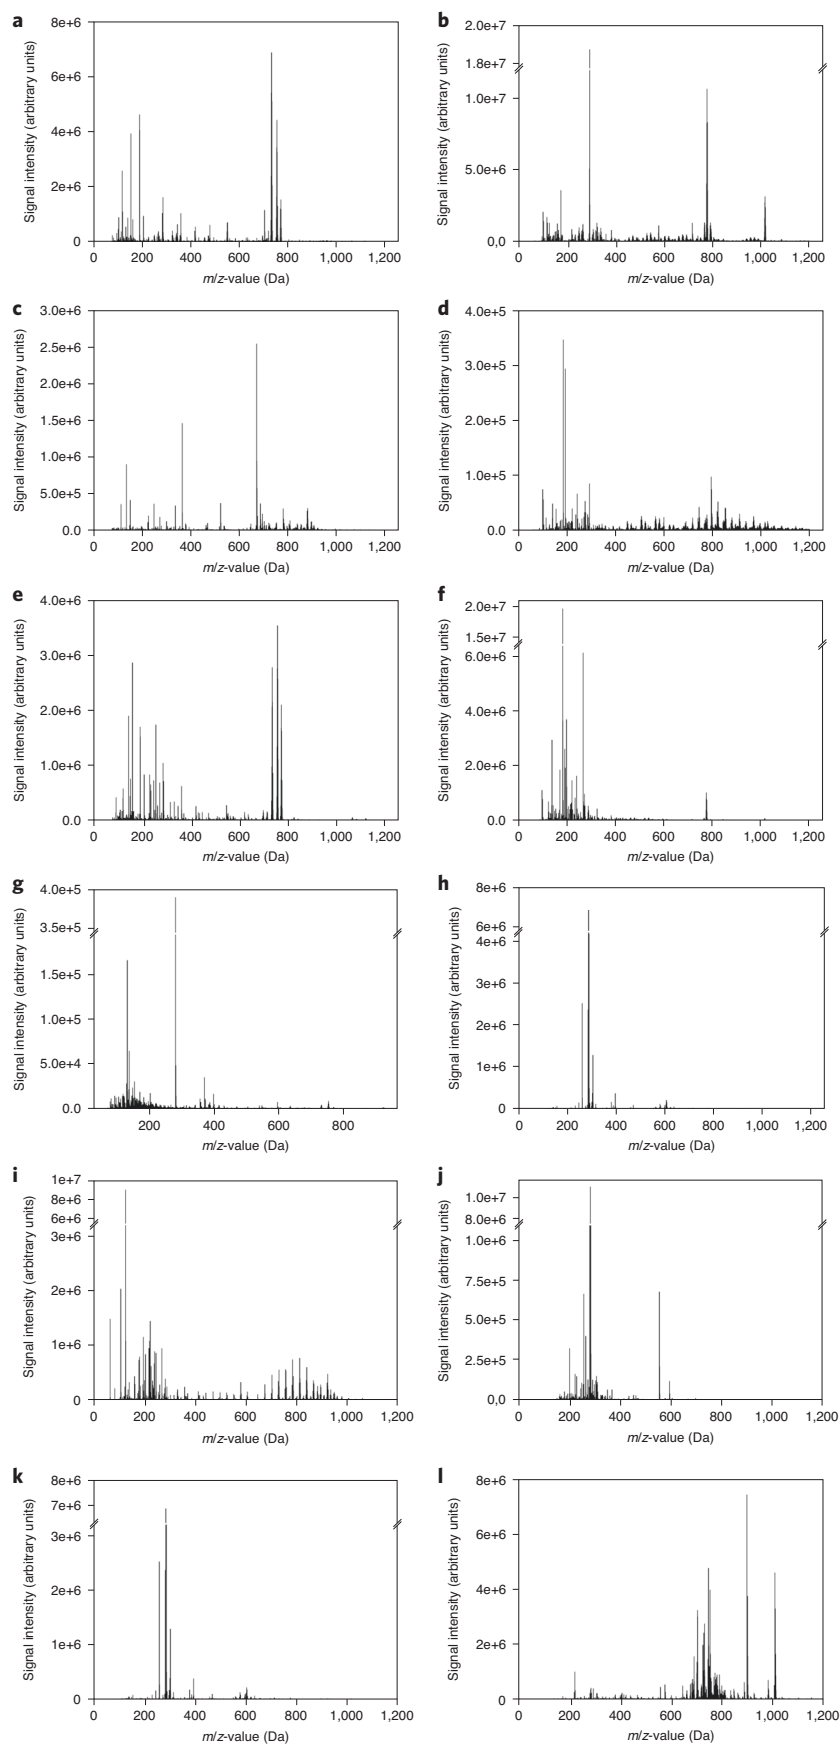 a
8e+6
6e+6
4e+6
2e+6
0
Signal intensity (arbitrary units)
0 200 400 600 800 1,000 1,200
m/z-value (Da)
b
2.0e+7
1.8e+7
1.0e+7
5.0e+6
0,0
Signal intensity (arbitrary units)
0 200 400 600 800 1,000 1,200
m/z-value (Da)
c
3.0e+6
2.5e+6
2.0e+6
1.5e+6
1.0e+6
5.0e+5
0.0
Signal intensity (arbitrary units)
0 200 400 600 800 1,000 1,200
m/z-value (Da)
d
4.0e+5
3.0e+5
2.0e+5
1.0e+5
0.0
Signal intensity (arbitrary units)
0 200 400 600 800 1,000 1,200
m/z-value (Da)
e
4.0e+6
3.0e+6
2.0e+6
1.0e+6
0.0
Signal intensity (arbitrary units)
0 200 400 600 800 1,000 1,200
m/z-value (Da)
f
2.0e+7
1.5e+7
6.0e+6
4.0e+6
2.0e+6
0.0
Signal intensity (arbitrary units)
0 200 400 600 800 1,000 1,200
m/z-value (Da)
g
4.0e+5
3.5e+5
1.5e+5
1.0e+5
5.0e+4
0.0
Signal intensity (arbitrary units)
200 400 600 800
m/z-value (Da)
h
8e+6
6e+6
4e+6
3e+6
2e+6
1e+6
0
Signal intensity (arbitrary units)
0 200 400 600 800 1,000 1,200
m/z-value (Da)
i
1e+7
8e+6
6e+6
3e+6
2e+6
1e+6
0
Signal intensity (arbitrary units)
0 200 400 600 800 1,000 1,200
m/z-value (Da)
j
1.0e+7
8.0e+6
1.0e+6
7.5e+5
5.0e+5
2.5e+5
0,0
Signal intensity (arbitrary units)
0 200 400 600 800 1,000 1,200
m/z-value (Da)
k
8e+6
7e+6
3e+6
2e+6
1e+6
0
Signal intensity (arbitrary units)
0 200 400 600 800 1,000 1,200
m/z-value (Da)
l
8e+6
6e+6
4e+6
2e+6
0
Signal intensity (arbitrary units)
0 200 400 600 800 1,000 1,200
m/z-value (Da)